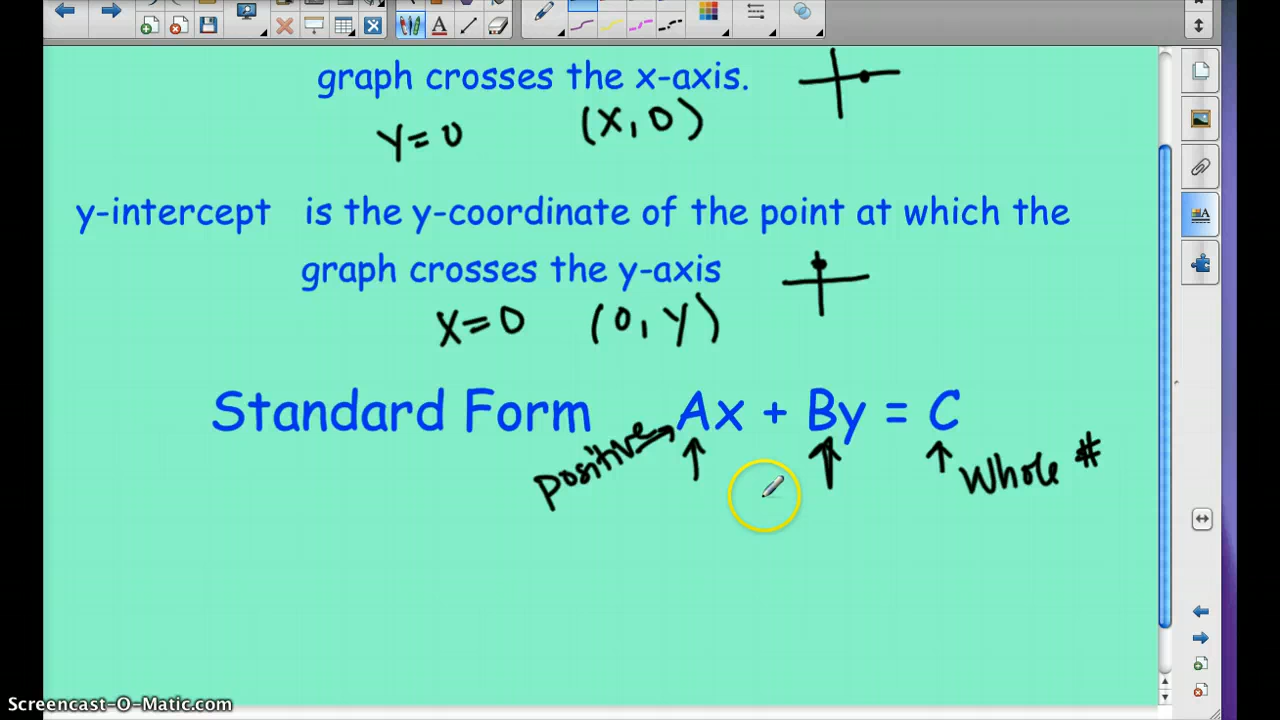 graph crosses the x-axis.
Y=0 (X, 0)
y-intercept is the y-coordinate of the point at which the
graph crosses the y-axis
X=0 (0, Y)
Standard Form Ax + By = C
Positive Whole #
Screencast-O-Matic.com